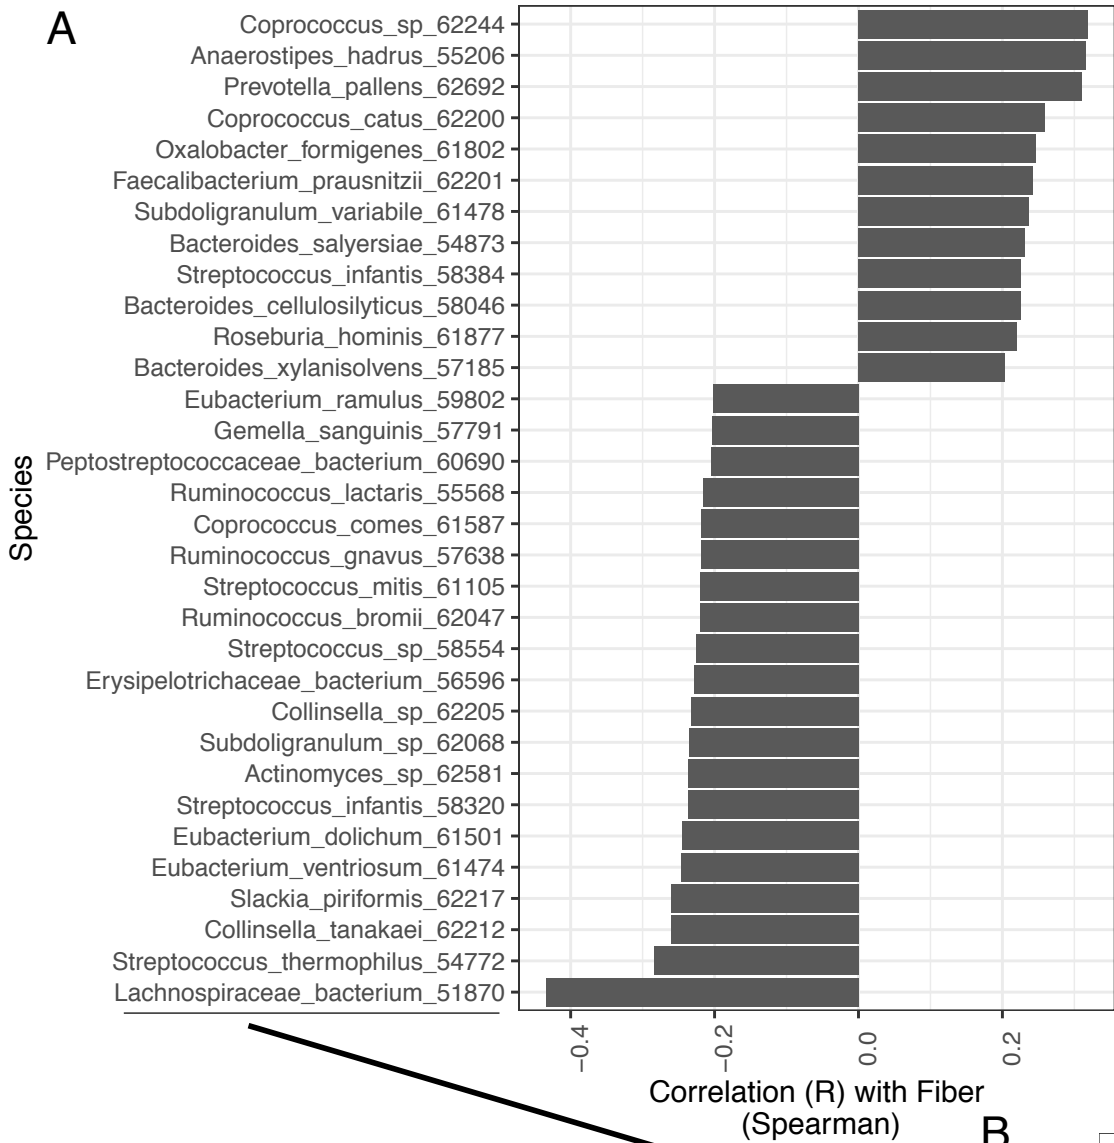 A
Coprococcus_sp_62244
Anaerostipes_hadrus_55206
Prevotella_pallens_62692
Coprococcus_catus_62200
Oxalobacter_formigenes_61802
Faecalibacterium_prausnitzii_62201
Subdoligranulum_variabile_61478
Bacteroides_salyersiae_54873
Streptococcus_infantis_58384
Bacteroides_cellulosilyticus_58046
Roseburia_hominis_61877
Bacteroides_xylanisolvens_57185
Eubacterium_ramulus_59802
Gemella_sanguinis_57791
Peptostreptococcaceae_bacterium_60690
Ruminococcus_lactaris_55568
Coprococcus_comes_61587
Ruminococcus_gnavus_57638
Streptococcus_mitis_61105
Ruminococcus_bromii_62047
Streptococcus_sp_58554
Erysipelotrichaceae_bacterium_56596
Collinsella_sp_62205
Subdoligranulum_sp_62068
Actinomyces_sp_62581
Streptococcus_infantis_58320
Eubacterium_dolichum_61501
Eubacterium_ventriosum_61474
Slackia_piriformis_62217
Collinsella_tanakaei_62212
Streptococcus_thermophilus_54772
Lachnospiraceae_bacterium_51870
Species
−0.4
−0.2
0.0
0.2
Correlation (R) with Fiber
(Spearman)
B